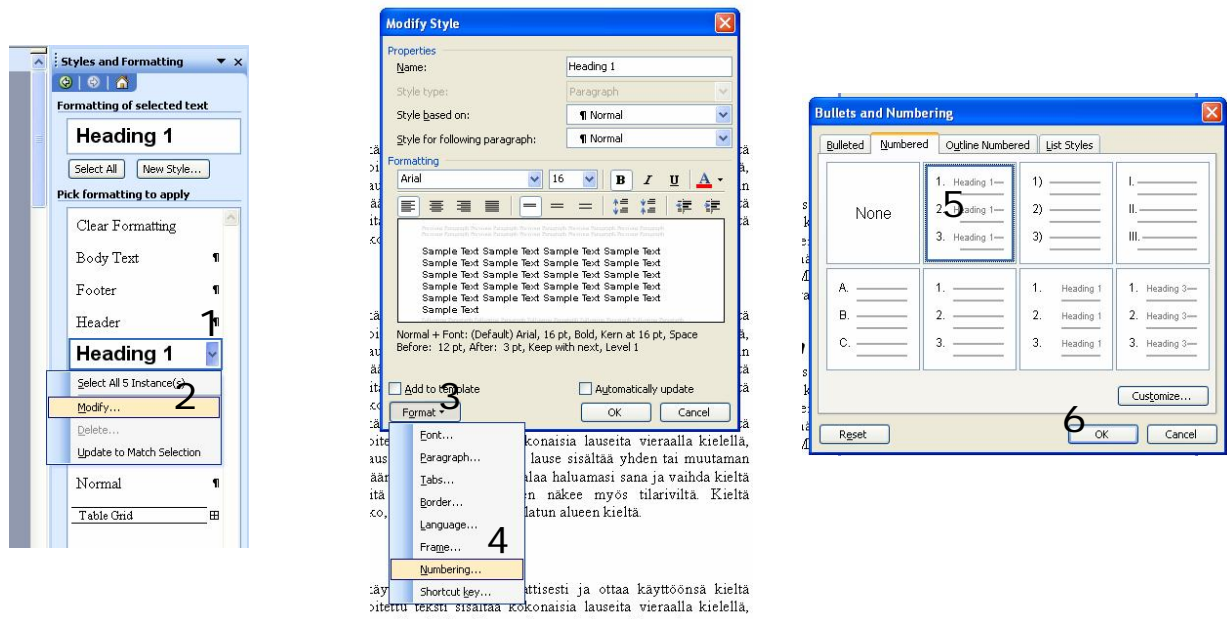 Styles and Formatting
Formatting of selected text
Heading 1
Select All New Style...
Pick formatting to apply
Clear Formatting
Body Text ¶
Footer ¶
Header ¶
1
Heading 1
Select All 5 Instance(s)
Modify...
2
Delete...
Update to Match Selection
Normal ¶
Table Grid
Modify Style
Properties
Name: Heading 1
Style type: Paragraph
Style based on: ¶ Normal
Style for following paragraph: ¶ Normal
Formatting
Arial 16 B I U A
Sample Text Sample Text Sample Text Sample Text
Sample Text Sample Text Sample Text Sample Text
Sample Text Sample Text Sample Text Sample Text
Sample Text Sample Text Sample Text Sample Text
Sample Text Sample Text Sample Text Sample Text
Sample Text
Normal + Font: (Default) Arial, 16 pt, Bold, Kern at 16 pt, Space
Before: 12 pt, After: 3 pt, Keep with next, Level 1
Add to template Automatically update
3
Format OK Cancel
Font...
Paragraph...
Tabs...
Border...
Language...
Frame...
4
Numbering...
Shortcut key...
kokonaisia lauseita vieraalla kielellä,
lause sisältää yhden tai muutaman
alaa haluamasi sana ja vaihda kieltä
en näkee myös tilariviltä. Kieltä
latun alueen kieltä.
attisesti ja ottaa käyttöönsä kieltä
oitettu teksti sisältää kokonaisia lauseita vieraalla kielellä,
Bullets and Numbering
Bulleted Numbered Outline Numbered List Styles
None
1. Heading 1
2. Heading 1
3. Heading 1
5
1)
2)
3)
I.
II.
III.
A.
B.
C.
1.
2.
3.
1. Heading 1
2. Heading 1
3. Heading 1
1. Heading 3
2. Heading 3
3. Heading 3
Customize...
6
Reset OK Cancel